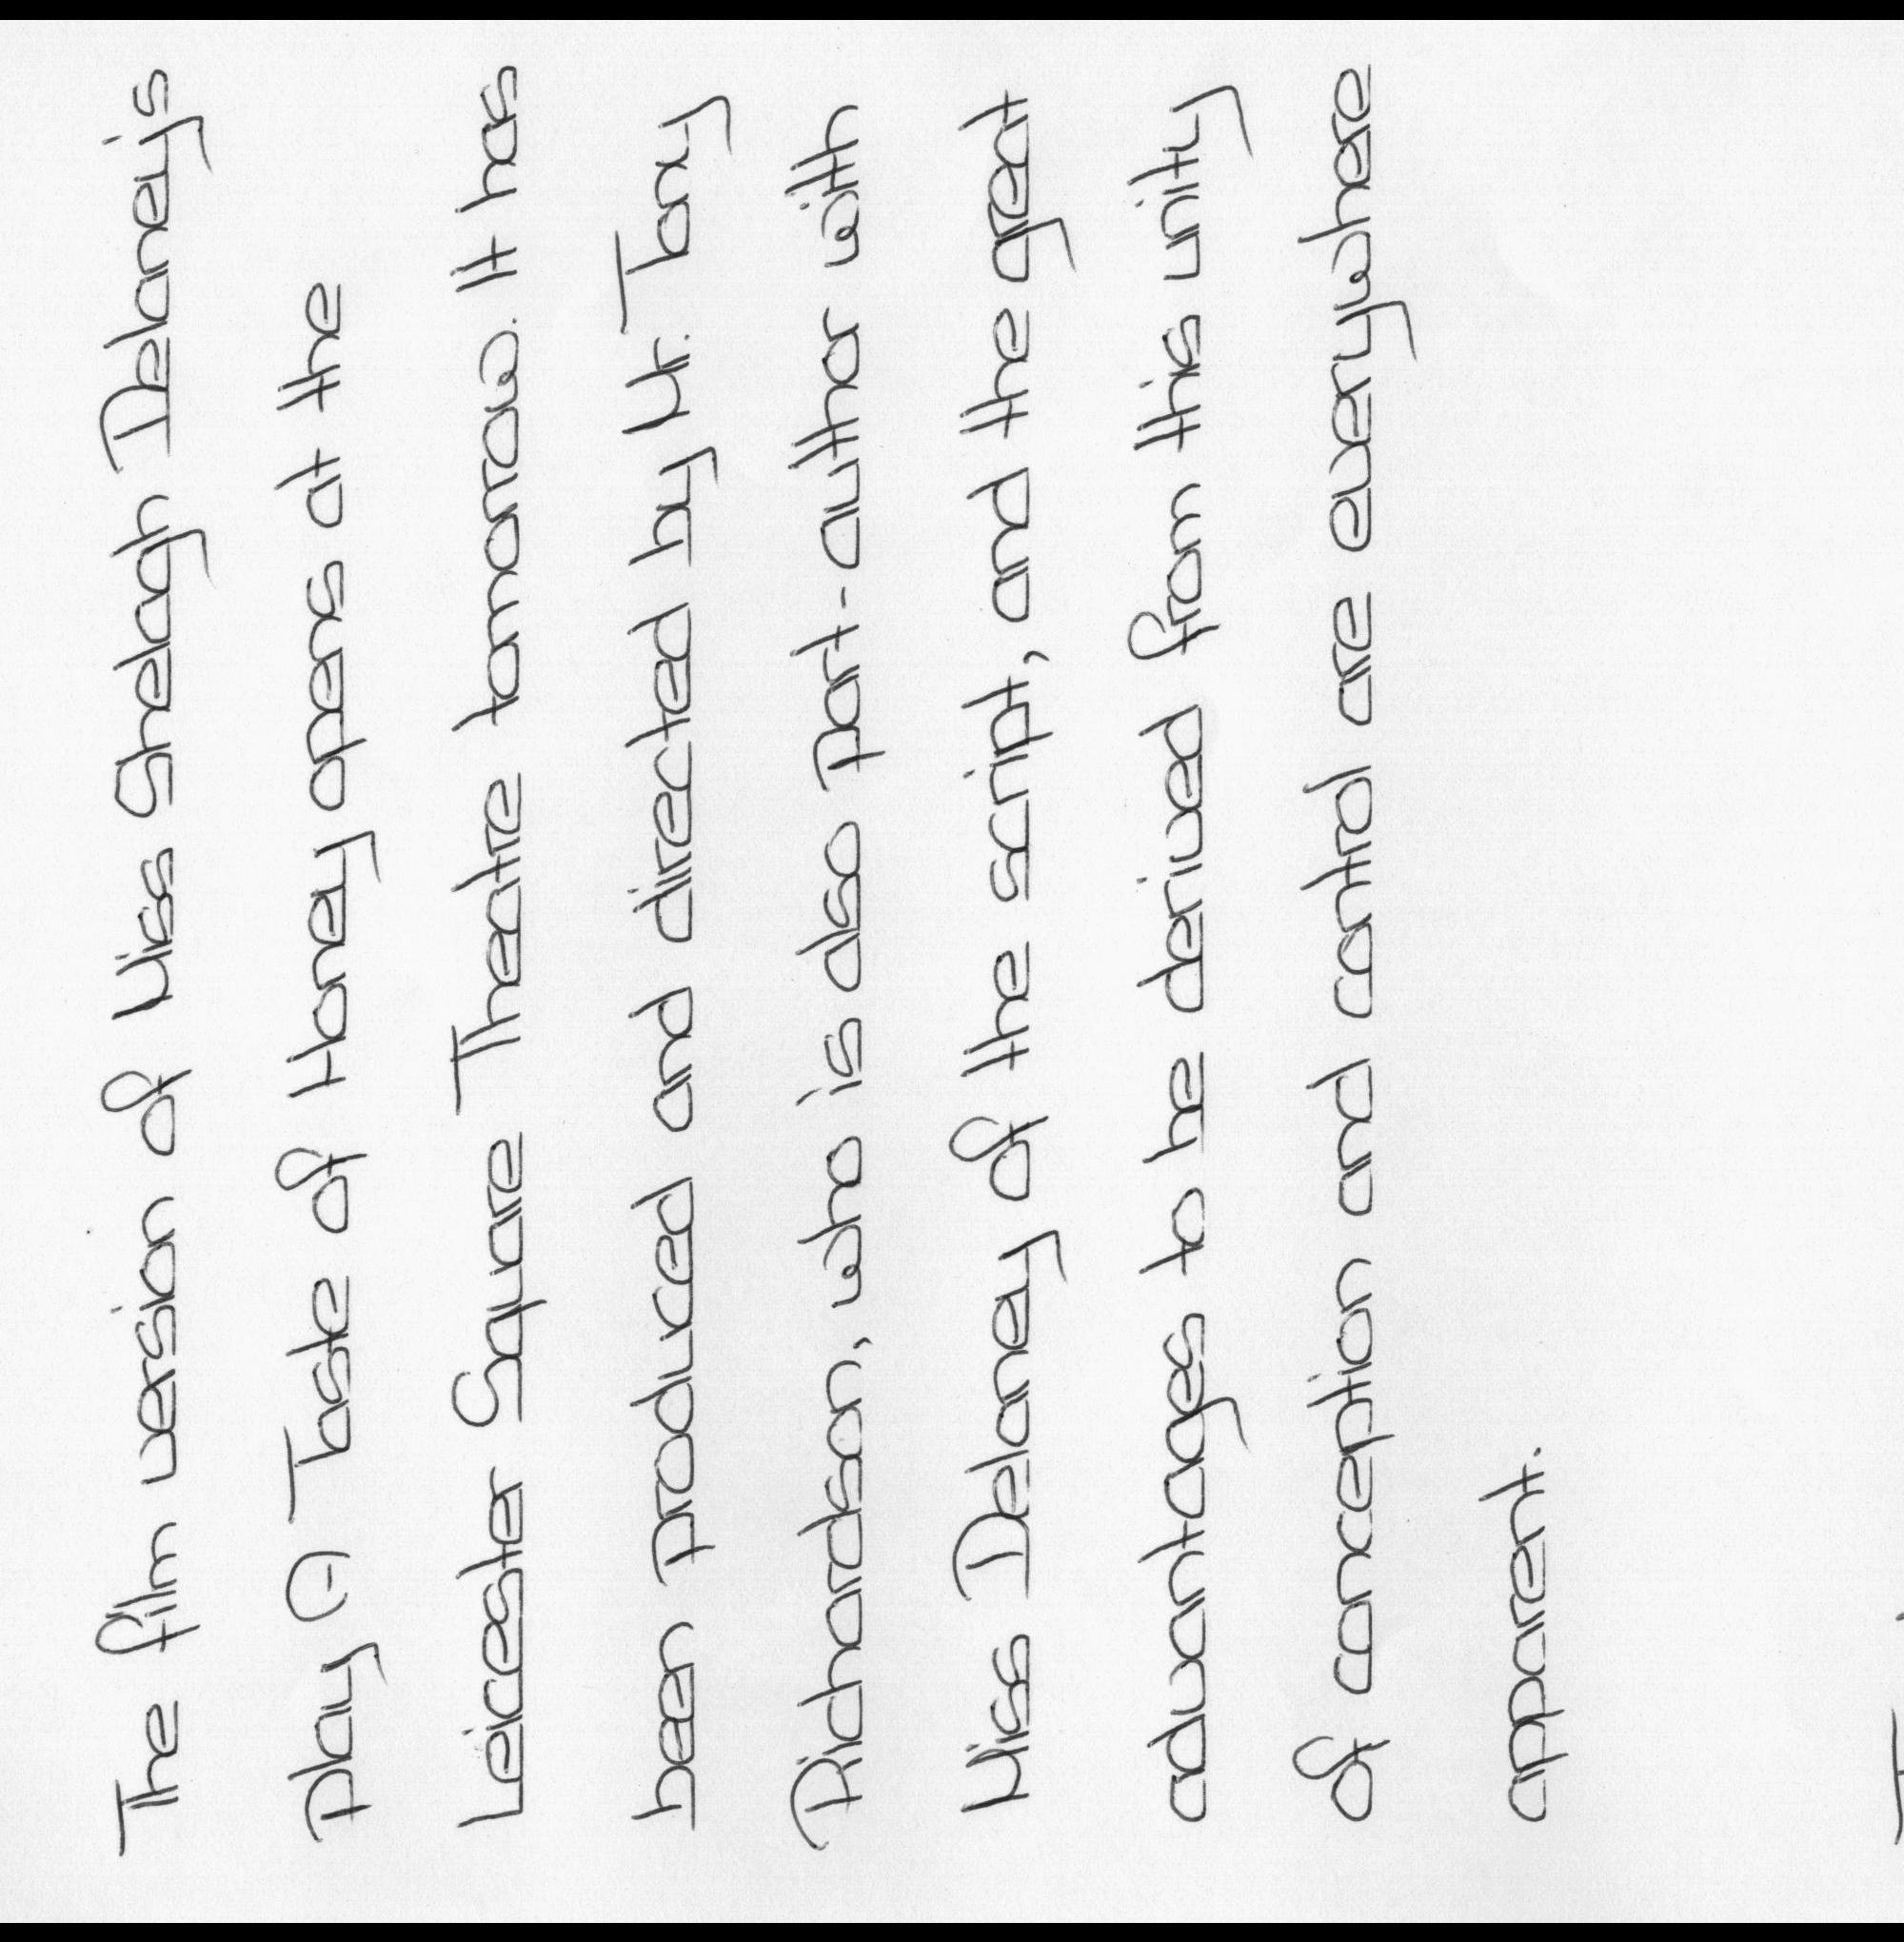 The film version of Miss Shelagh Delaney's
play A Taste of Honey opens at the
Leicester Square Theatre tomorrow. It has
been produced and directed by Mr. Tony
Richardson, who is also part-author with
Miss Delaney of the script, and the great
advantages to be derived from this unity
of conception and control are everywhere
apparent.